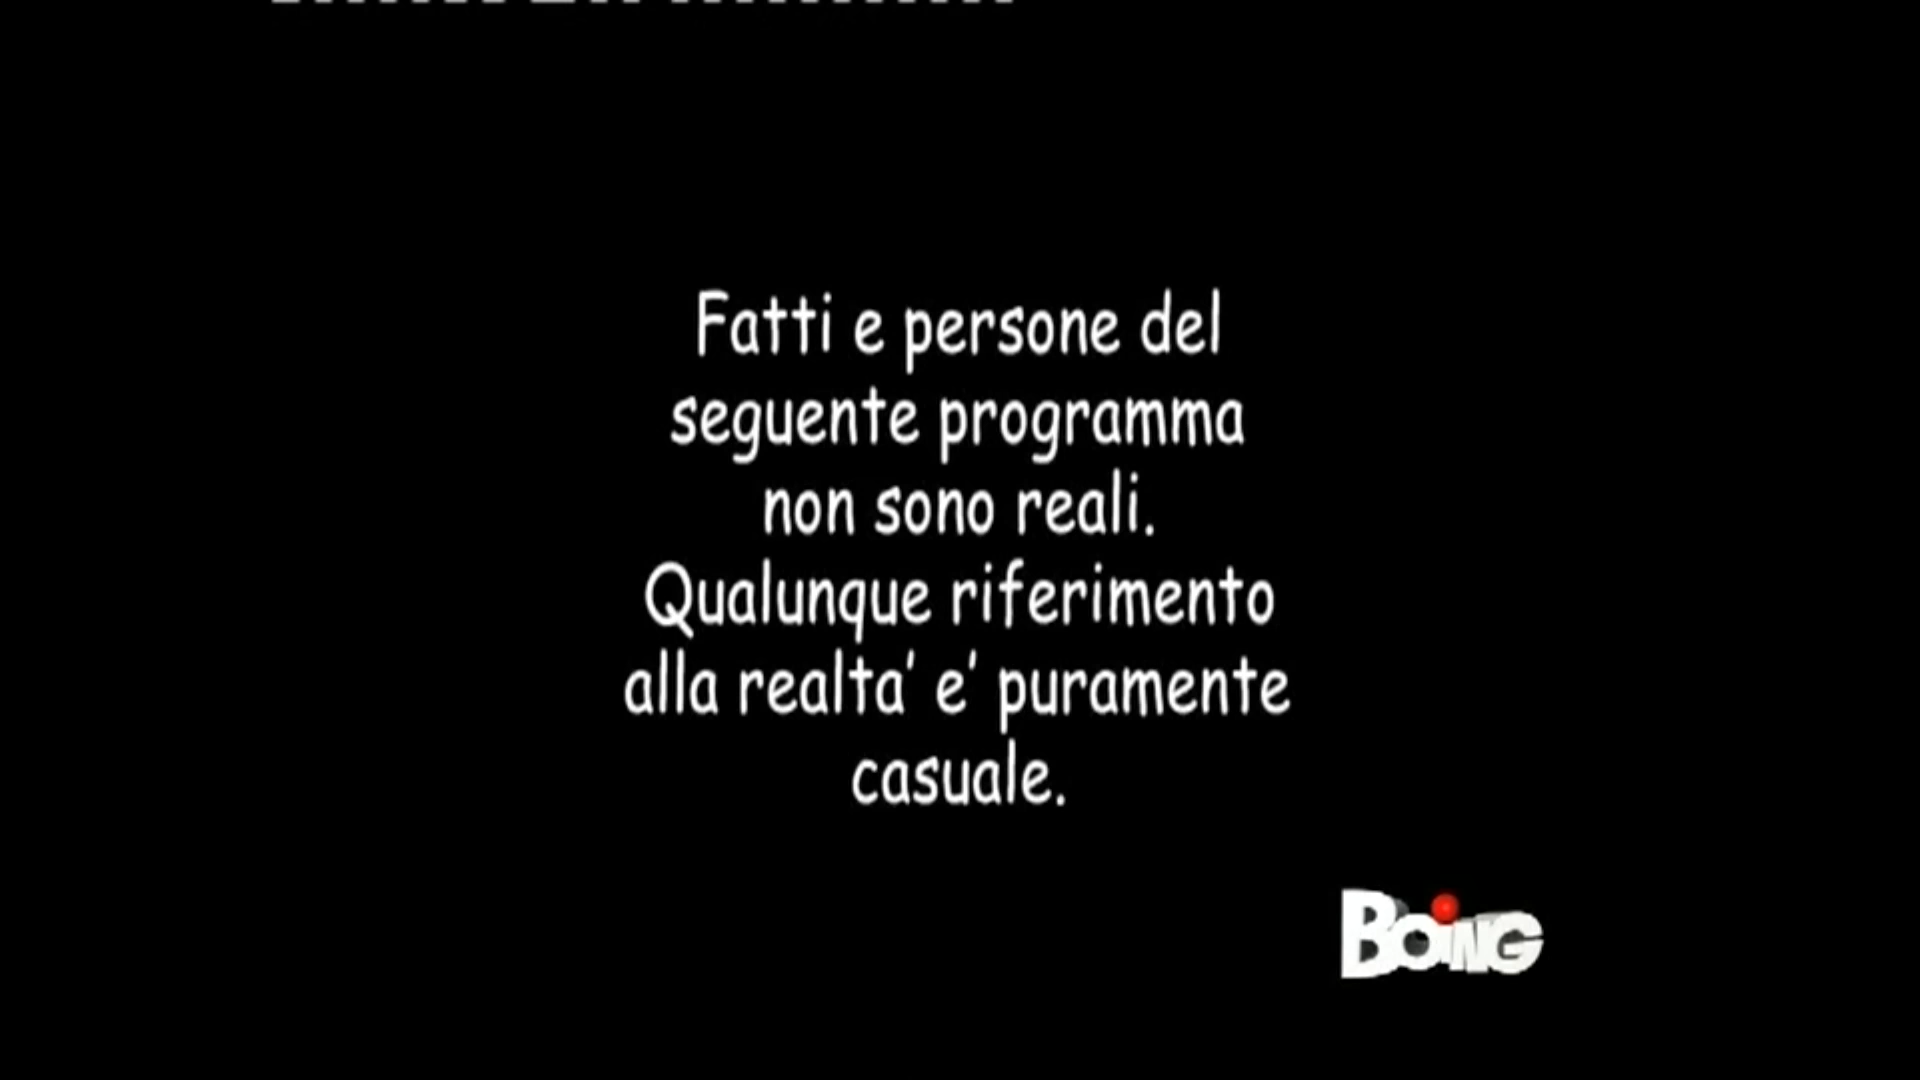 Fatti e persone del
seguente programma
non sono reali.
Qualunque riferimento
alla realta' e' puramente
casuale.
BOiNG